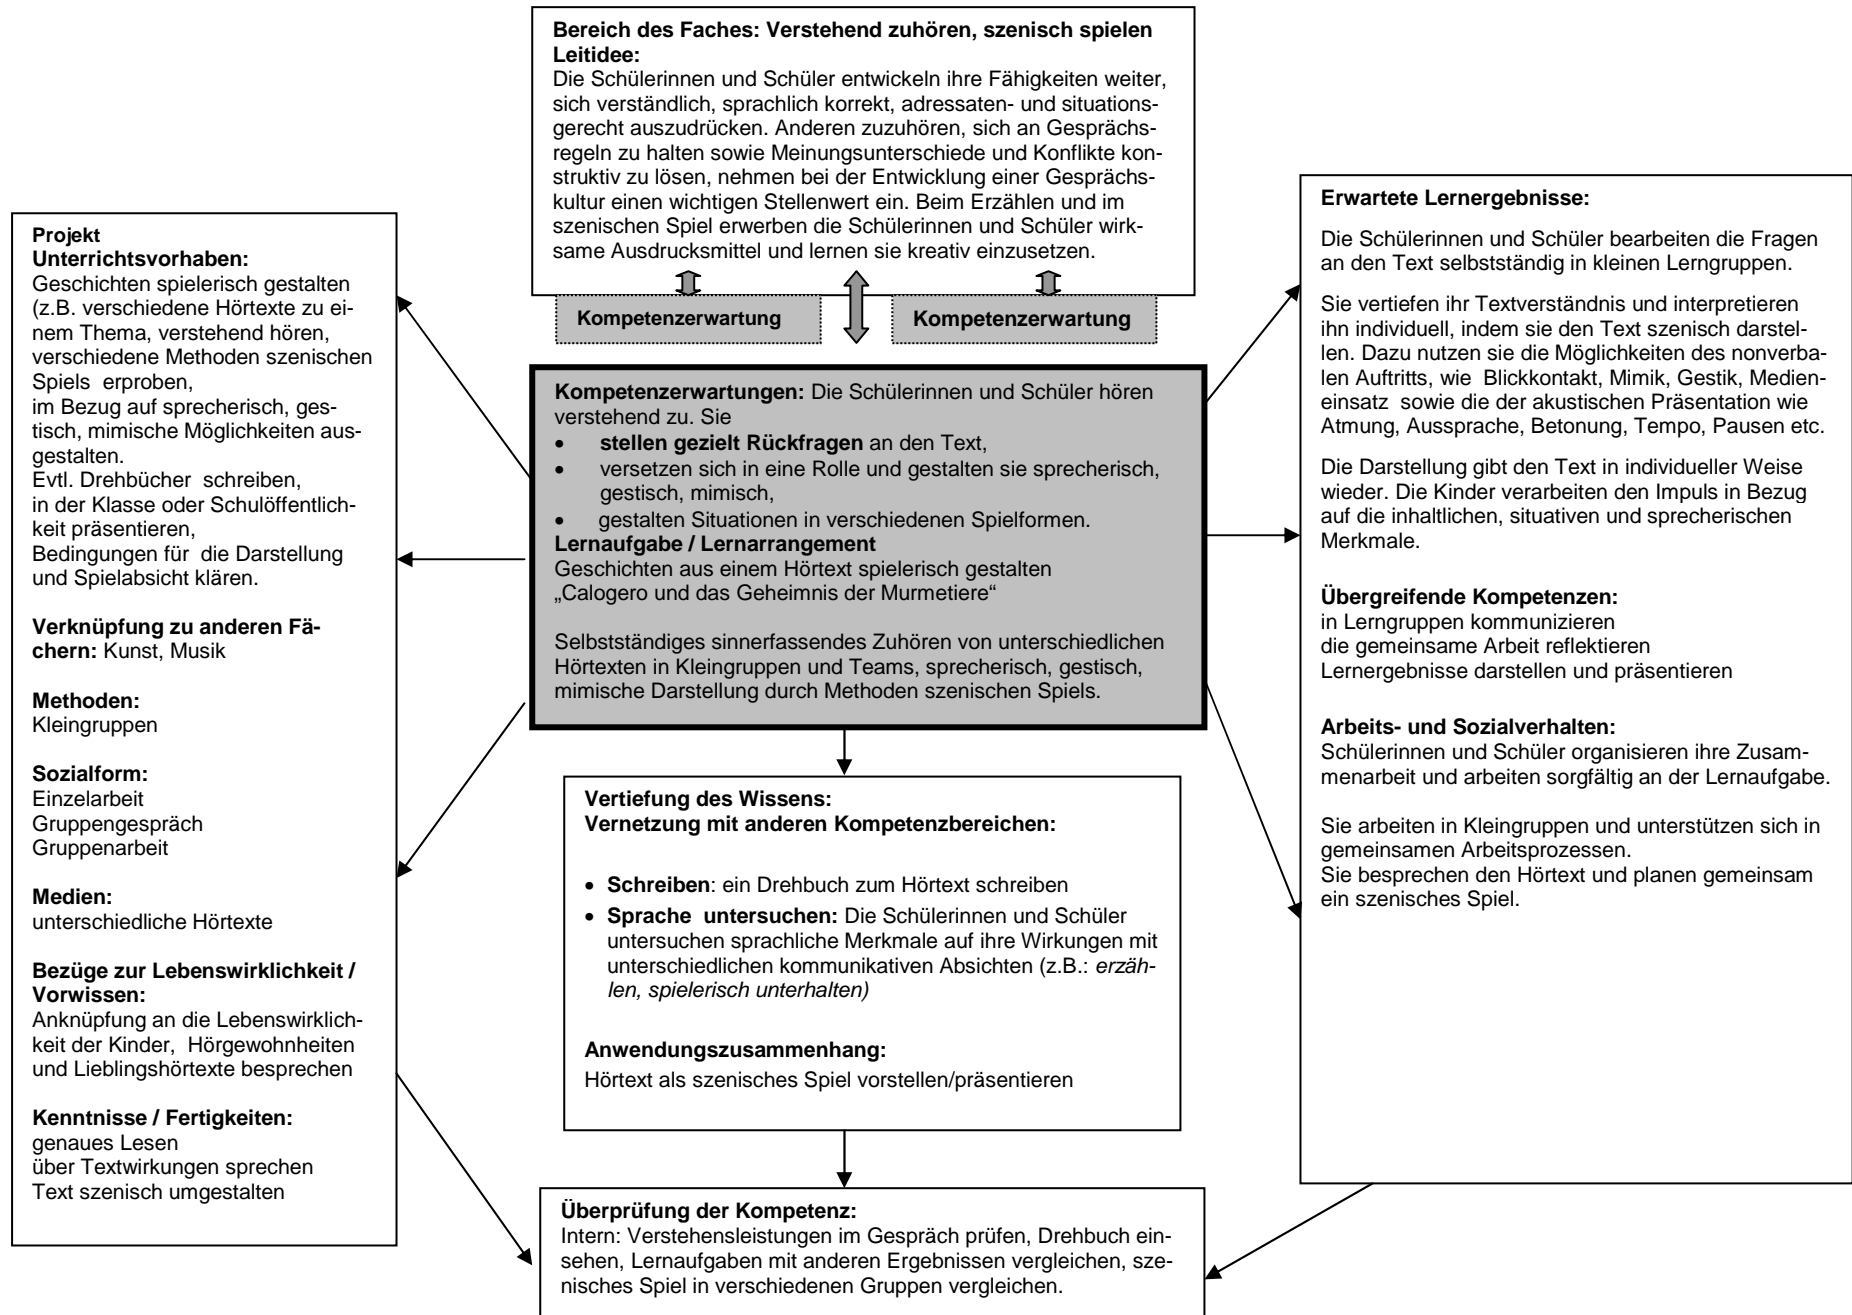 Bereich des Faches: Verstehend zuhören, szenisch spielen
Leitidee:
Die Schülerinnen und Schüler entwickeln ihre Fähigkeiten weiter,
sich verständlich, sprachlich korrekt, adressaten- und situations-
gerecht auszudrücken. Anderen zuzuhören, sich an Gesprächs-
regeln zu halten sowie Meinungsunterschiede und Konflikte kon-
struktiv zu lösen, nehmen bei der Entwicklung einer Gesprächs-
kultur einen wichtigen Stellenwert ein. Beim Erzählen und im
szenischen Spiel erwerben die Schülerinnen und Schüler wirk-
same Ausdrucksmittel und lernen sie kreativ einzusetzen.
Kompetenzerwartung
Kompetenzerwartung
Projekt
Unterrichtsvorhaben:
Geschichten spielerisch gestalten
(z.B. verschiedene Hörtexte zu ei-
nem Thema, verstehend hören,
verschiedene Methoden szenischen
Spiels erproben,
im Bezug auf sprecherisch, ges-
tisch, mimische Möglichkeiten aus-
gestalten.
Evtl. Drehbücher schreiben,
in der Klasse oder Schulöffentlich-
keit präsentieren,
Bedingungen für die Darstellung
und Spielabsicht klären.
Verknüpfung zu anderen Fä-
chern: Kunst, Musik
Methoden:
Kleingruppen
Sozialform:
Einzelarbeit
Gruppengespräch
Gruppenarbeit
Medien:
unterschiedliche Hörtexte
Bezüge zur Lebenswirklichkeit /
Vorwissen:
Anknüpfung an die Lebenswirklich-
keit der Kinder, Hörgewohnheiten
und Lieblingshörtexte besprechen
Kenntnisse / Fertigkeiten:
genaues Lesen
über Textwirkungen sprechen
Text szenisch umgestalten
Kompetenzerwartungen: Die Schülerinnen und Schüler hören
verstehend zu. Sie
• stellen gezielt Rückfragen an den Text,
• versetzen sich in eine Rolle und gestalten sie sprecherisch,
gestisch, mimisch,
• gestalten Situationen in verschiedenen Spielformen.
Lernaufgabe / Lernarrangement
Geschichten aus einem Hörtext spielerisch gestalten
„Calogero und das Geheimnis der Murmetiere“
Selbstständiges sinnerfassendes Zuhören von unterschiedlichen
Hörtexten in Kleingruppen und Teams, sprecherisch, gestisch,
mimische Darstellung durch Methoden szenischen Spiels.
Vertiefung des Wissens:
Vernetzung mit anderen Kompetenzbereichen:
• Schreiben: ein Drehbuch zum Hörtext schreiben
• Sprache untersuchen: Die Schülerinnen und Schüler
untersuchen sprachliche Merkmale auf ihre Wirkungen mit
unterschiedlichen kommunikativen Absichten (z.B.: erzäh-
len, spielerisch unterhalten)
Anwendungszusammenhang:
Hörtext als szenisches Spiel vorstellen/präsentieren
Erwartete Lernergebnisse:
Die Schülerinnen und Schüler bearbeiten die Fragen
an den Text selbstständig in kleinen Lerngruppen.
Sie vertiefen ihr Textverständnis und interpretieren
ihn individuell, indem sie den Text szenisch darstel-
len. Dazu nutzen sie die Möglichkeiten des nonverba-
len Auftritts, wie Blickkontakt, Mimik, Gestik, Medien-
einsatz sowie die der akustischen Präsentation wie
Atmung, Aussprache, Betonung, Tempo, Pausen etc.
Die Darstellung gibt den Text in individueller Weise
wieder. Die Kinder verarbeiten den Impuls in Bezug
auf die inhaltlichen, situativen und sprecherischen
Merkmale.
Übergreifende Kompetenzen:
in Lerngruppen kommunizieren
die gemeinsame Arbeit reflektieren
Lernergebnisse darstellen und präsentieren
Arbeits- und Sozialverhalten:
Schülerinnen und Schüler organisieren ihre Zusam-
menarbeit und arbeiten sorgfältig an der Lernaufgabe.
Sie arbeiten in Kleingruppen und unterstützen sich in
gemeinsamen Arbeitsprozessen.
Sie besprechen den Hörtext und planen gemeinsam
ein szenisches Spiel.
Überprüfung der Kompetenz:
Intern: Verstehensleistungen im Gespräch prüfen, Drehbuch ein-
sehen, Lernaufgaben mit anderen Ergebnissen vergleichen, sze-
nisches Spiel in verschiedenen Gruppen vergleichen.